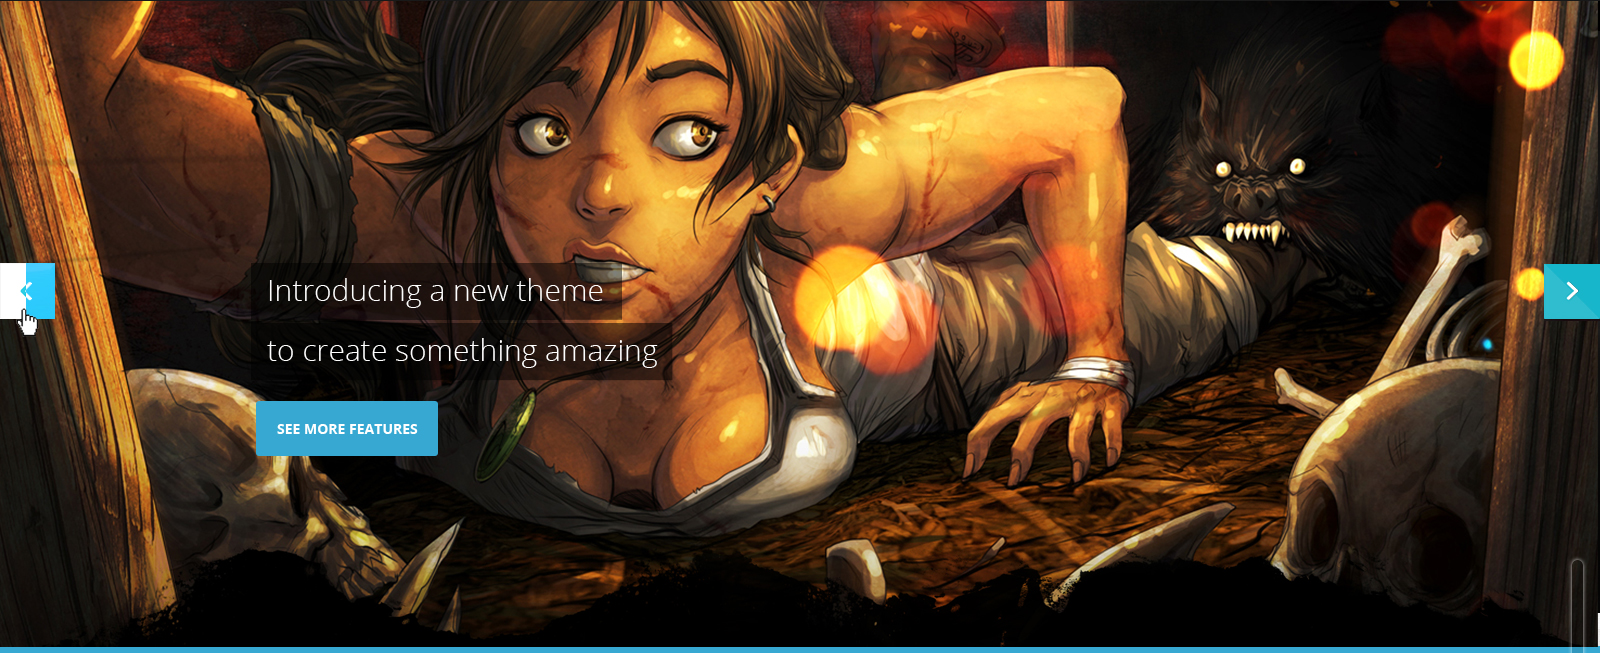 Introducing a new theme
to create something amazing
SEE MORE FEATURES